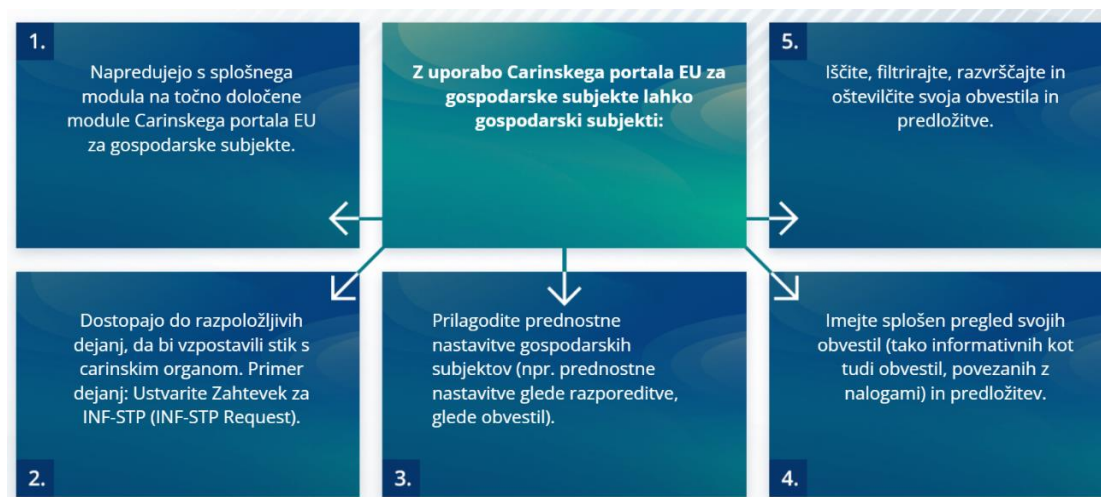 Z uporabo Carinskega portala EU za
gospodarske subjekte lahko
gospodarski subjekti:
1.
Napredujejo s splošnega
modula na točno določene
module Carinskega portala EU
za gospodarske subjekte.
Dostopajo do razpoložljivih
dejanj, da bi vzpostavili stik s
carinskim organom. Primer
dejanj: Ustvarite Zahtevek za
INF-STP (INF-STP Request).
2.
Prilagodite prednostne
nastavitve gospodarskih
subjektov (npr. prednostne
nastavitve glede razporeditve,
glede obvestil).
3.
Imejte splošen pregled svojih
obvestil (tako informativnih kot
tudi obvestil, povezanih z
nalogami) in predložitev.
4.
5.
Iščite, filtrirajte, razvrščajte in
oštevilčite svoja obvestila in
predložitve.